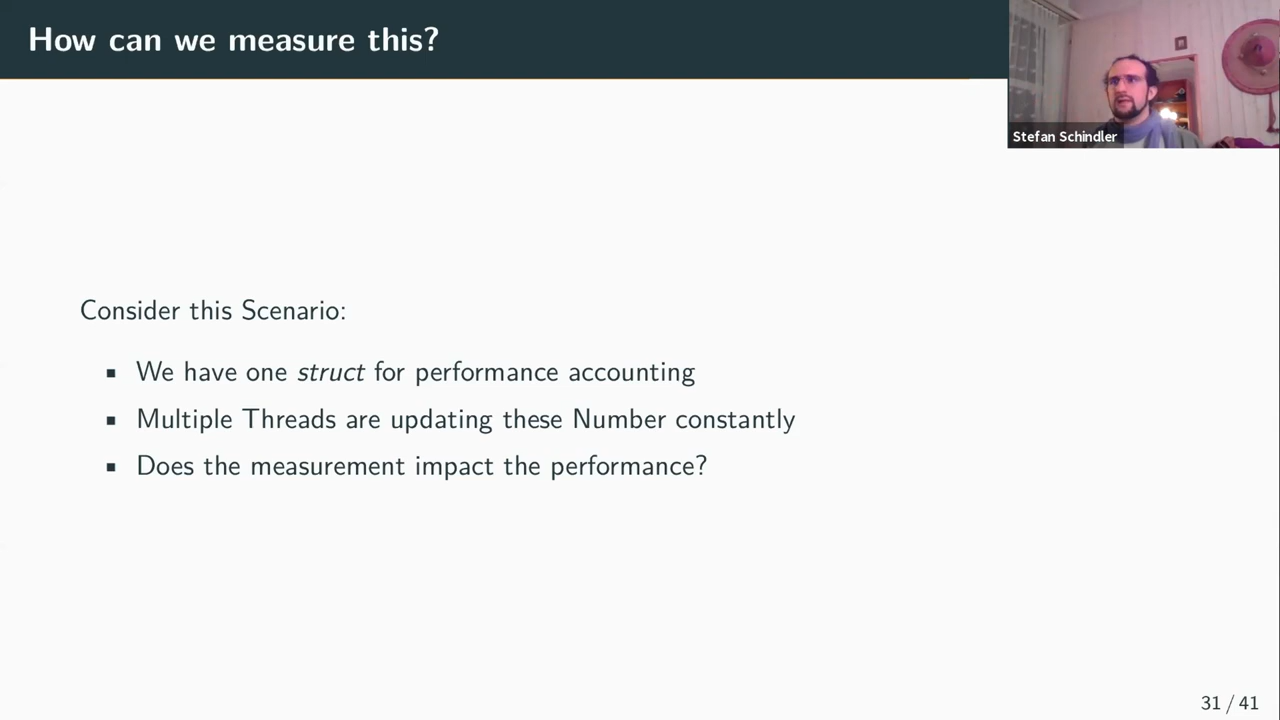 How can we measure this?
Stefan Schindler
Consider this Scenario:
▪ We have one struct for performance accounting
▪ Multiple Threads are updating these Number constantly
▪ Does the measurement impact the performance?
31 / 41